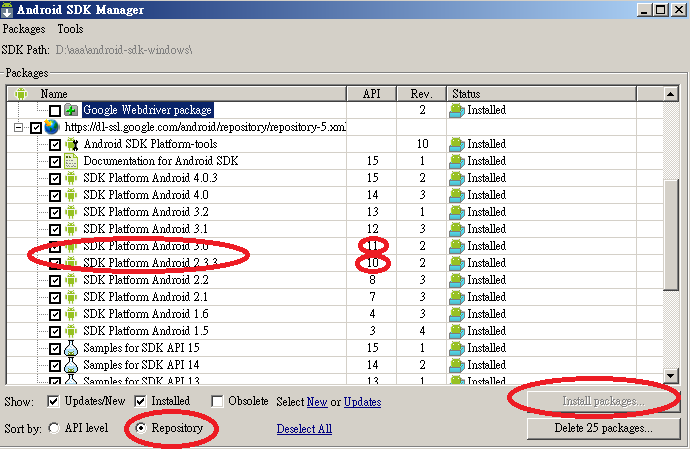 Android SDK Manager
Packages Tools
SDK Path: D:\aaa\android-sdk-windows\
Packages
Name API Rev. Status
Google Webdriver package 2 Installed
https://dl-ssl.google.com/android/repository/repository-5.xml
Android SDK Platform-tools 10 Installed
Documentation for Android SDK 15 1 Installed
SDK Platform Android 4.0.3 15 2 Installed
SDK Platform Android 4.0 14 3 Installed
SDK Platform Android 3.2 13 1 Installed
SDK Platform Android 3.1 12 3 Installed
SDK Platform Android 3.0 11 2 Installed
SDK Platform Android 2.3.3 10 2 Installed
SDK Platform Android 2.2 8 3 Installed
SDK Platform Android 2.1 7 3 Installed
SDK Platform Android 1.6 4 3 Installed
SDK Platform Android 1.5 3 4 Installed
Samples for SDK API 15 15 1 Installed
Samples for SDK API 14 14 2 Installed
Samples for SDK API 13 13 1 Installed
Show: Updates/New Installed Obsolete Select New or Updates Install packages...
Sort by: API level Repository Deselect All Delete 25 packages...